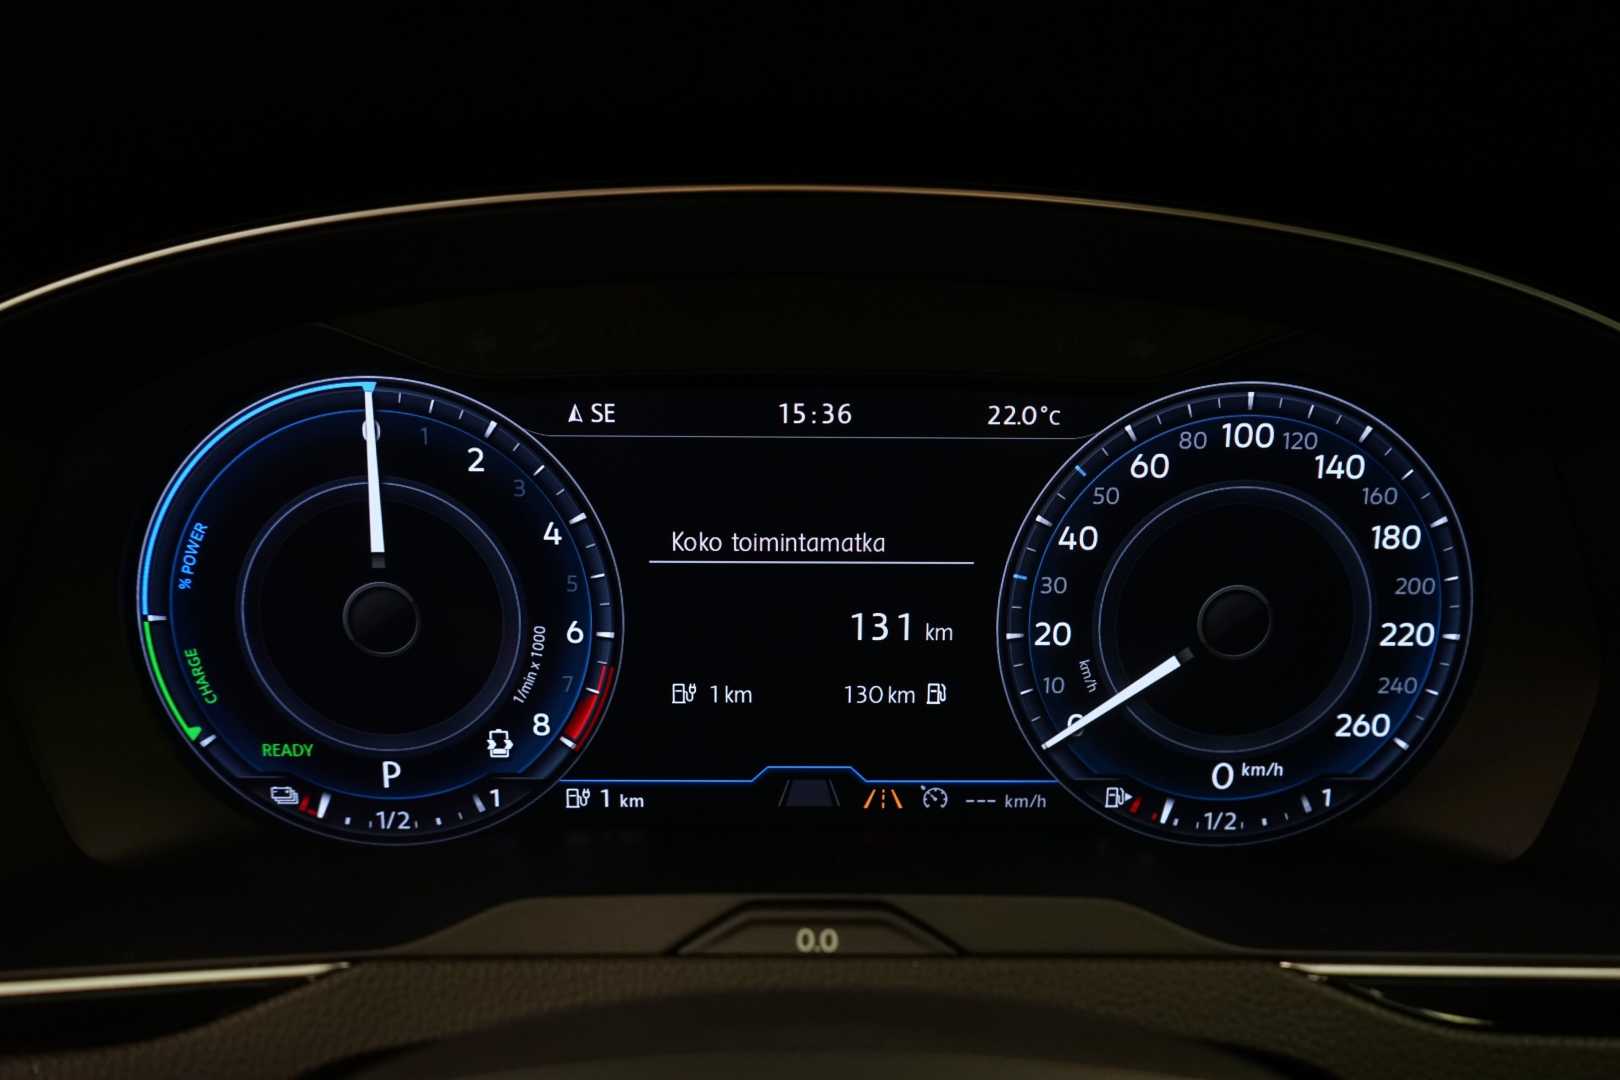 SE 15:36 22.0°C
0 1 2 3 4 5 6 7 8
1/min x 1000
% POWER
CHARGE
READY
P
1/2 1
Koko toimintamatka
131 km
1 km 130 km
1 km --- km/h
0 10 20 30 40 50 60 80 100 120 140 160 180 200 220 240 260
km/h
0 km/h
1/2 1
0.0